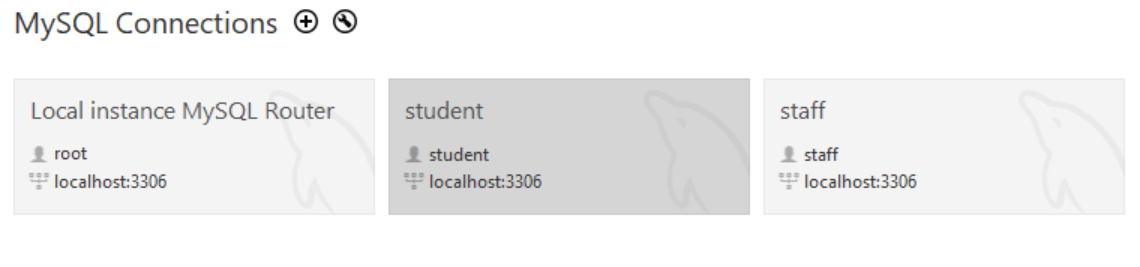 MySQL Connections
Local instance MySQL Router
root
localhost:3306
student
student
localhost:3306
staff
staff
localhost:3306